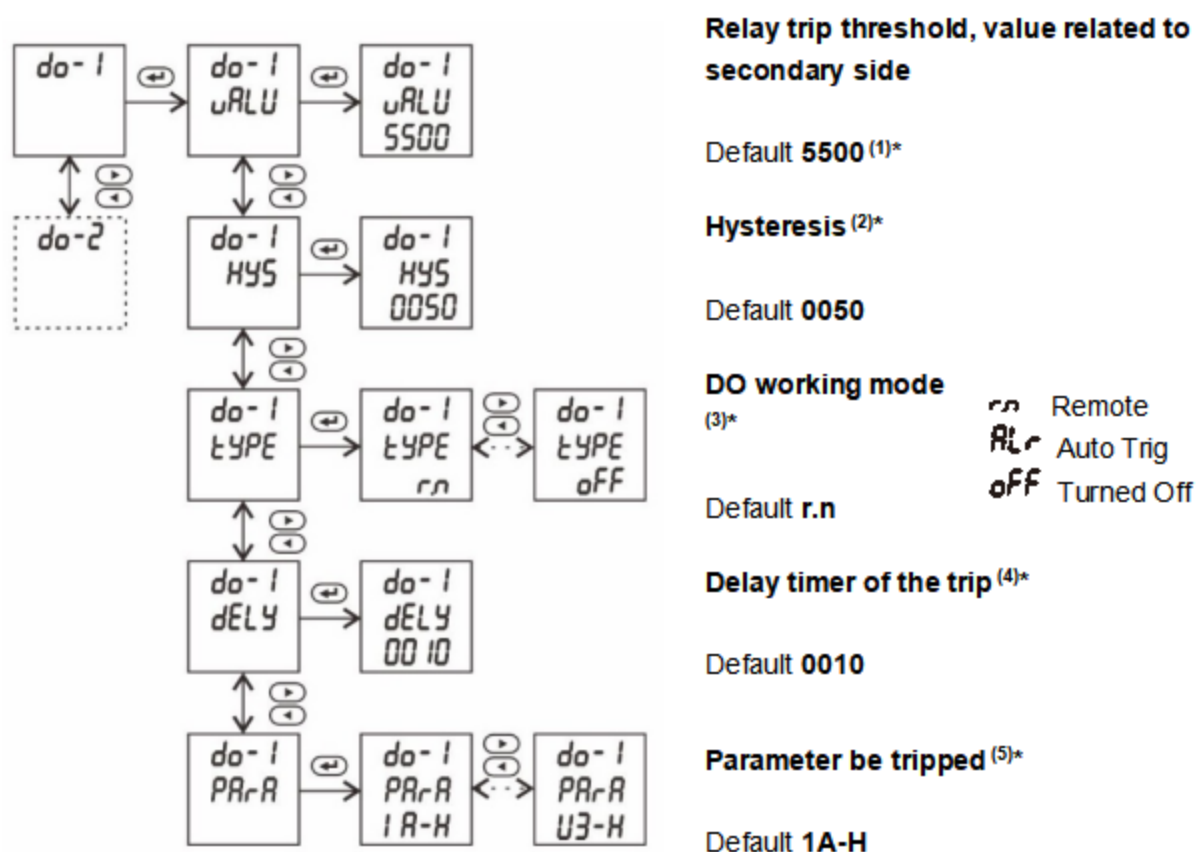 do-1
do-1
vALU
do-1
vALU
5500
Relay trip threshold, value related to
secondary side
Default 5500 (1)*
do-2
do-1
HYS
do-1
HYS
0050
Hysteresis (2)*
Default 0050
do-1
tYPE
do-1
tYPE
rn
do-1
tYPE
oFF
DO working mode
(3)*
rn Remote
ALr Auto Trig
oFF Turned Off
Default r.n
do-1
dELY
do-1
dELY
0010
Delay timer of the trip (4)*
Default 0010
do-1
PArA
do-1
PArA
1A-H
do-1
PArA
U3-H
Parameter be tripped (5)*
Default 1A-H